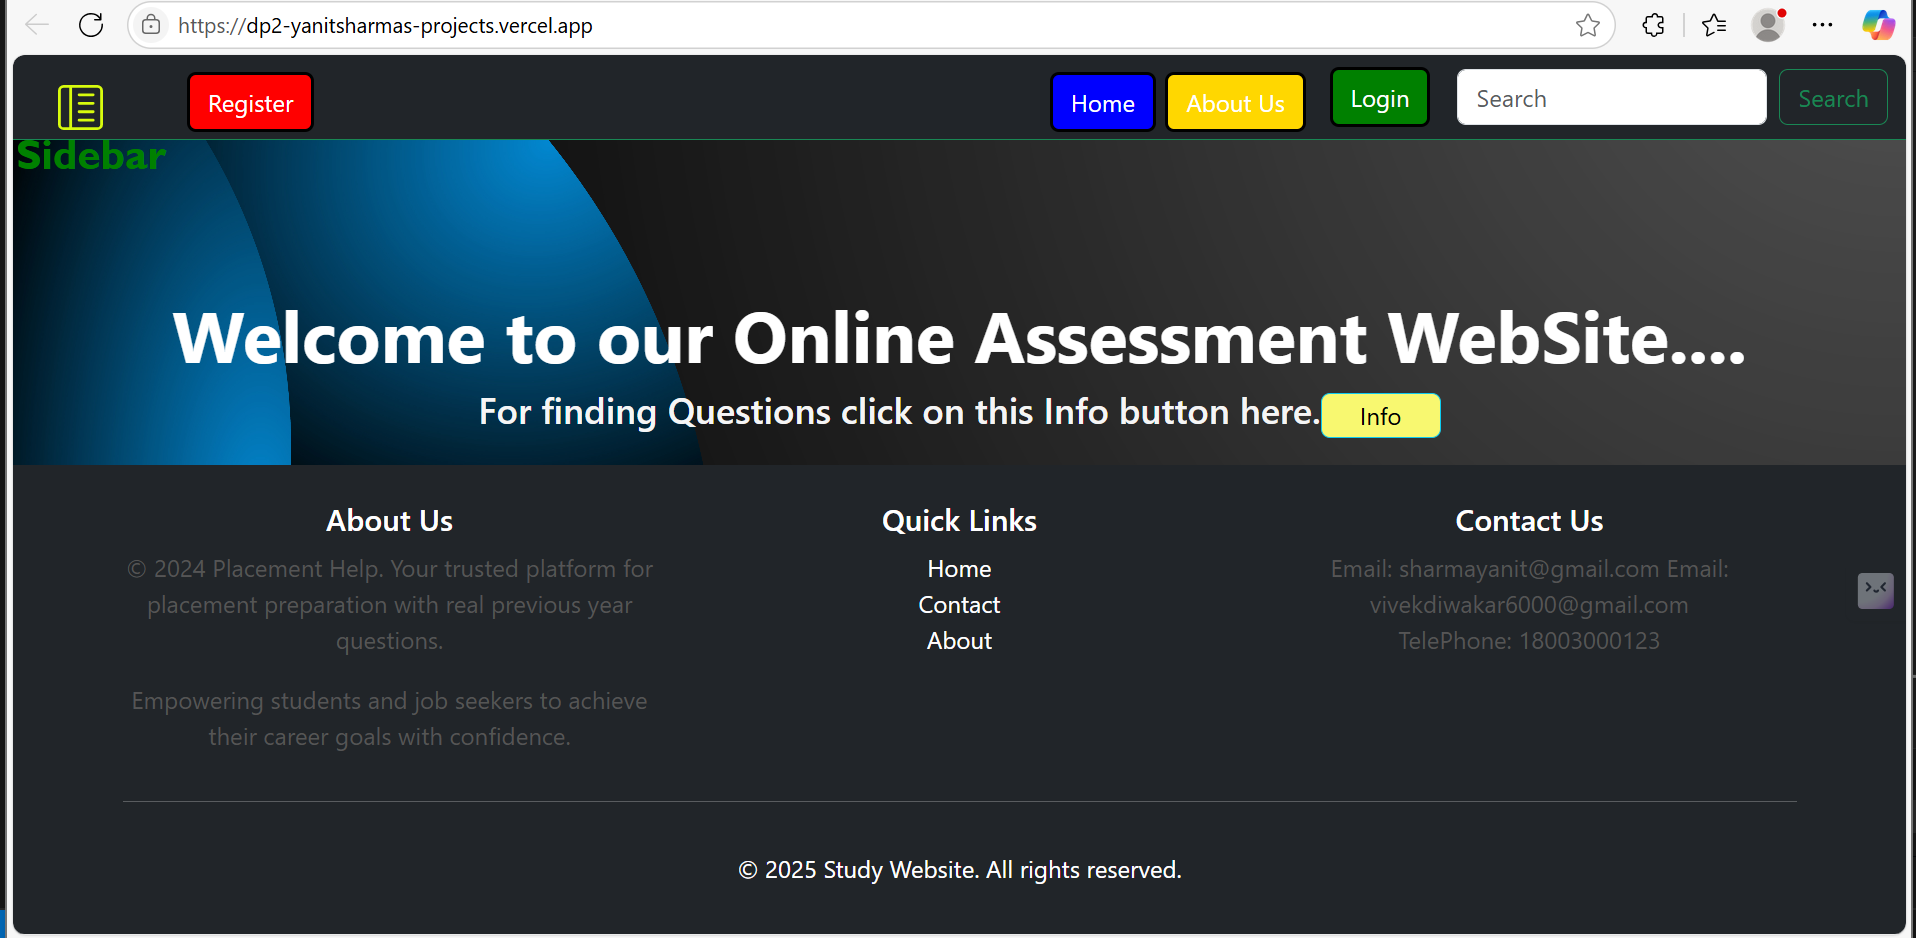 https://dp2-yanitsharmas-projects.vercel.app
Register
Home
About Us
Login
Search
Search
Sidebar
Welcome to our Online Assessment WebSite....
For finding Questions click on this Info button here.
Info
About Us
© 2024 Placement Help. Your trusted platform for
placement preparation with real previous year
questions.
Empowering students and job seekers to achieve
their career goals with confidence.
Quick Links
Home
Contact
About
Contact Us
Email: sharmayanit@gmail.com Email:
vivekdiwakar6000@gmail.com
TelePhone: 18003000123
© 2025 Study Website. All rights reserved.